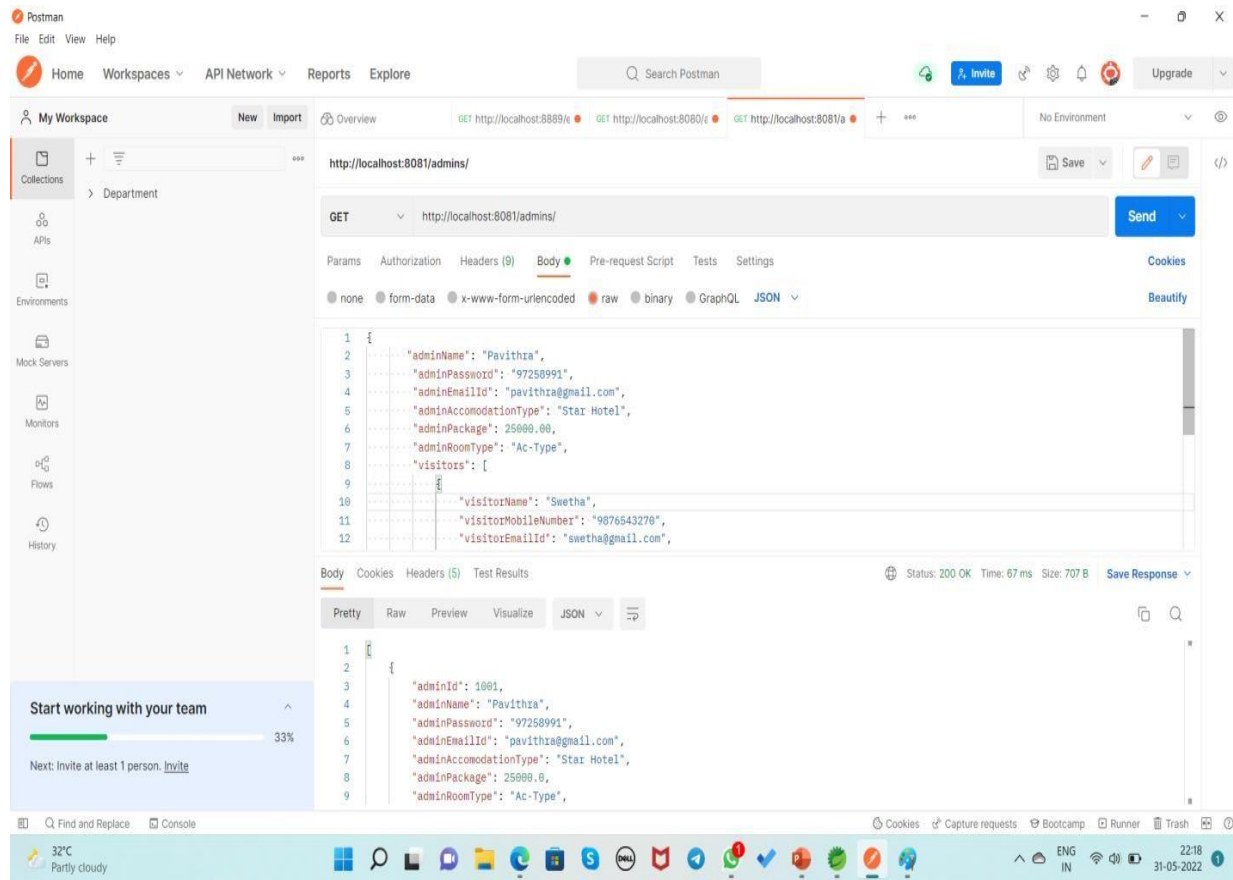 Postman
File Edit View Help
Home Workspaces API Network Reports Explore
Search Postman
Invite
Upgrade
My Workspace
New Import
Overview
GET http://localhost:8889/e
GET http://localhost:8080/a
GET http://localhost:8081/a
No Environment
Collections
APIs
Environments
Mock Servers
Monitors
Flows
History
Department
http://localhost:8081/admins/
Save
GET http://localhost:8081/admins/
Send
Params Authorization Headers (9) Body Pre-request Script Tests Settings
Cookies
none form-data x-www-form-urlencoded raw binary GraphQL JSON
Beautify
1 {
2 "adminName": "Pavithra",
3 "adminPassword": "97258991",
4 "adminEmailId": "pavithra@gmail.com",
5 "adminAccomodationType": "Star Hotel",
6 "adminPackage": 25000.00,
7 "adminRoomType": "Ac-Type",
8 "visitors": [
9 {
10 "visitorName": "Swetha",
11 "visitorMobileNumber": "9876543270",
12 "visitorEmailId": "swetha@gmail.com",
Body Cookies Headers (5) Test Results
Status: 200 OK Time: 67 ms Size: 707 B Save Response
Pretty Raw Preview Visualize JSON
1 [
2 {
3 "adminId": 1001,
4 "adminName": "Pavithra",
5 "adminPassword": "97258991",
6 "adminEmailId": "pavithra@gmail.com",
7 "adminAccomodationType": "Star Hotel",
8 "adminPackage": 25000.0,
9 "adminRoomType": "Ac-Type",
Start working with your team
33%
Next: Invite at least 1 person. Invite
Find and Replace Console
Cookies Capture requests Bootcamp Runner Trash
32°C
Partly cloudy
DELL
ENG
IN
22:18
31-05-2022
1